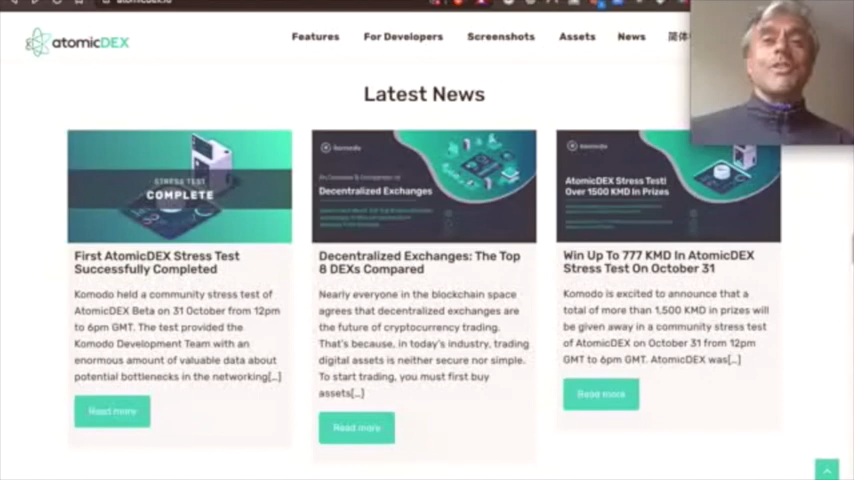 atomicdex.io
atomicDEX
Features
For Developers
Screenshots
Assets
News
简体
Latest News
STRESS TEST
COMPLETE
First AtomicDEX Stress Test
Successfully Completed
Komodo held a community stress test of
AtomicDEX Beta on 31 October from 12pm
to 6pm GMT. The test provided the
Komodo Development Team with an
enormous amount of valuable data about
potential bottlenecks in the networking[...]
Read more
komodo
Decentralized Exchanges
Decentralized Exchanges: The Top
8 DEXs Compared
Nearly everyone in the blockchain space
agrees that decentralized exchanges are
the future of cryptocurrency trading.
That's because, in today's industry, trading
digital assets is neither secure nor simple.
To start trading, you must first buy
assets[...]
Read more
komodo
AtomicDEX Stress Test!
Over 1500 KMD In Prizes
Win Up To 777 KMD In AtomicDEX
Stress Test On October 31
Komodo is excited to announce that a
total of more than 1,500 KMD in prizes will
be given away in a community stress test
of AtomicDEX on October 31 from 12pm
GMT to 6pm GMT. AtomicDEX was[...]
Read more